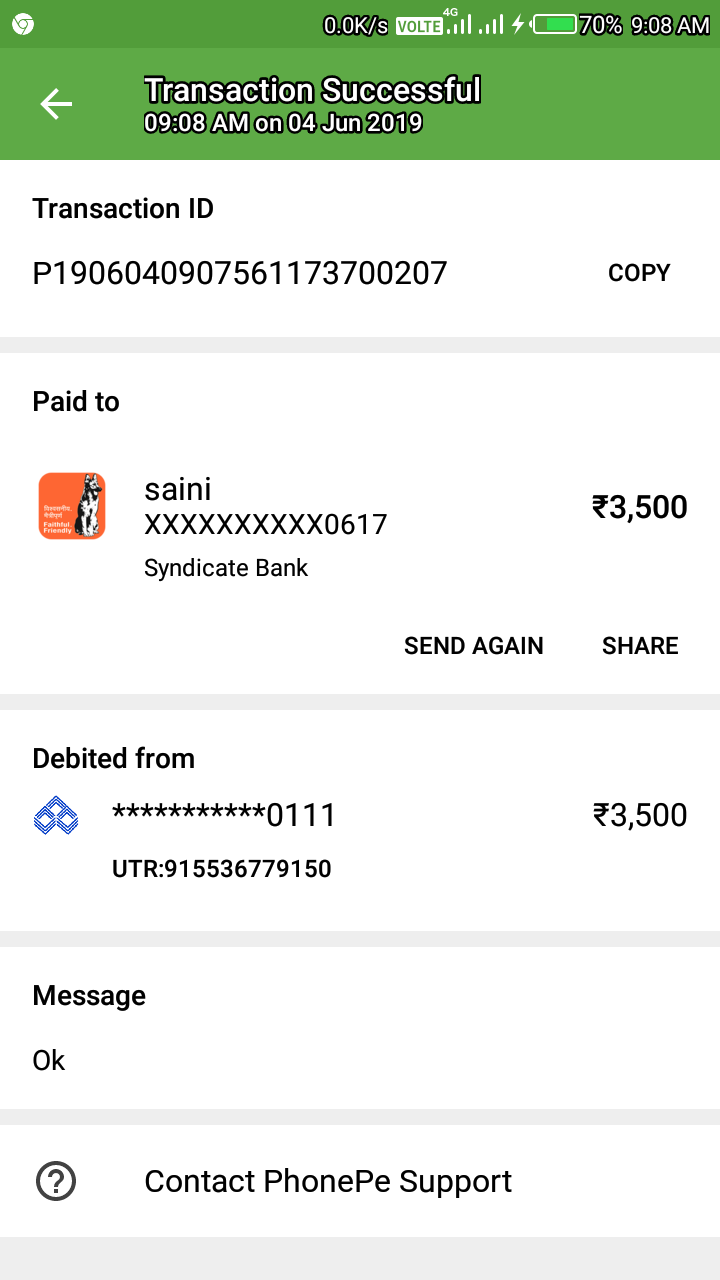 0.0K/s VOLTE 4G 70% 9:08 AM
Transaction Successful
09:08 AM on 04 Jun 2019
Transaction ID
P1906040907561173700207 COPY
Paid to
saini
XXXXXXXXXX0617
₹3,500
Syndicate Bank
विश्वसनीय,
मैत्रीपूर्ण
Faithful,
Friendly
SEND AGAIN SHARE
Debited from
***********0111 ₹3,500
UTR:915536779150
Message
Ok
Contact PhonePe Support